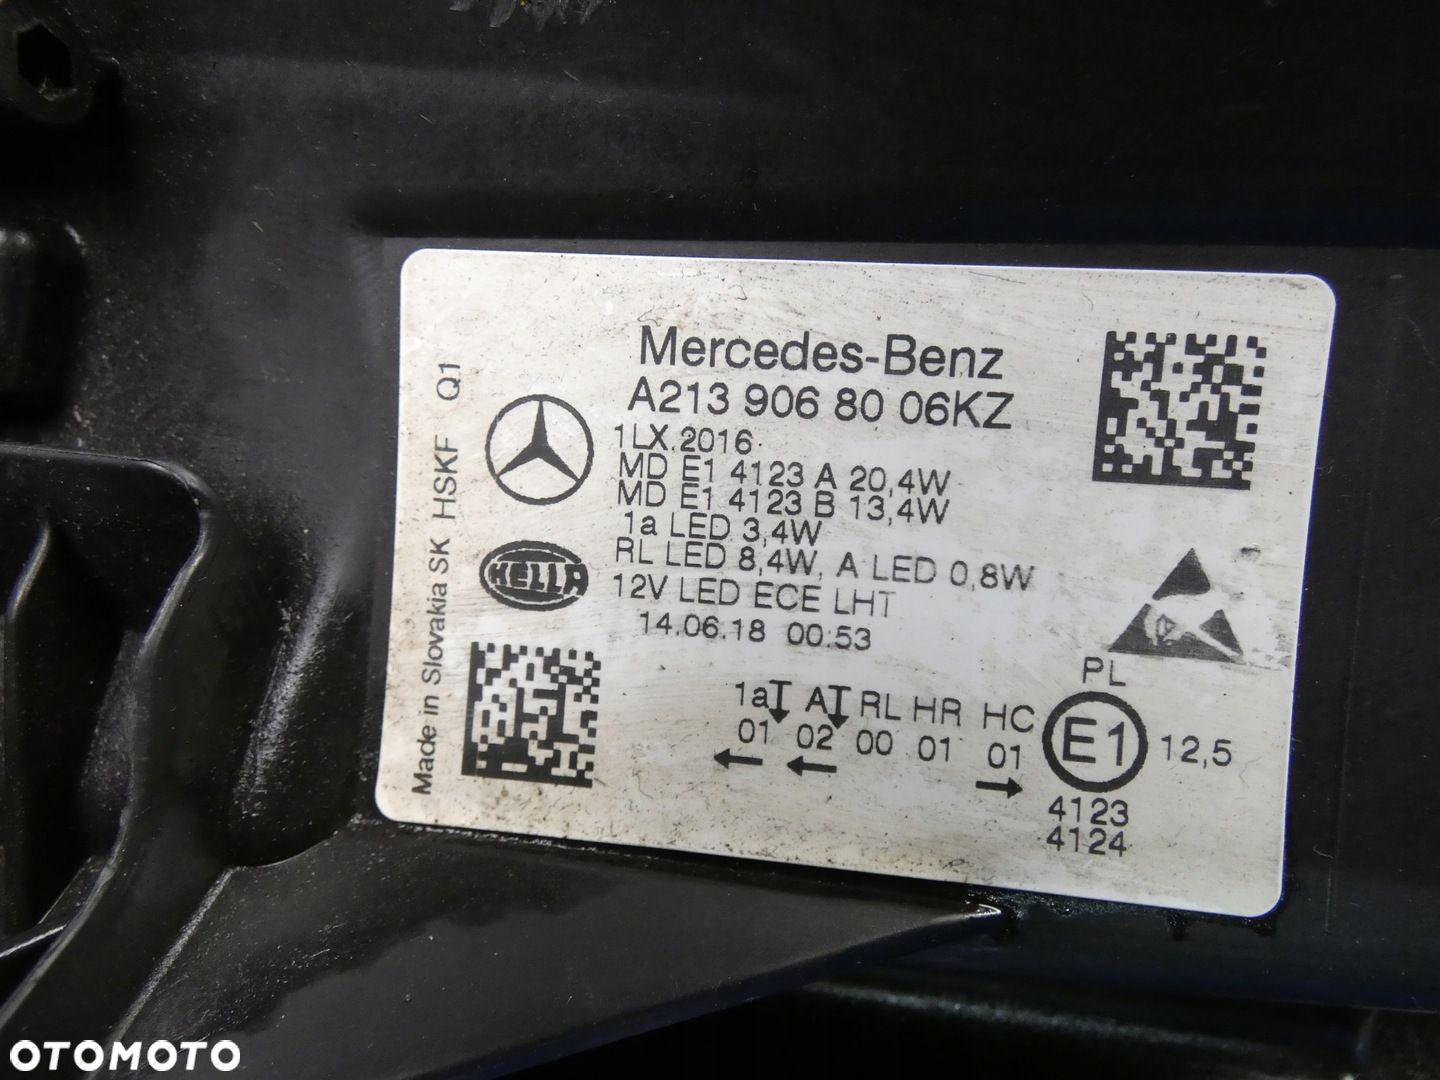 Mercedes-Benz
A213 906 80 06KZ
1LX.2016
MD E1 4123 A 20,4W
MD E1 4123 B 13,4W
1a LED 3,4W
RL LED 8,4W, A LED 0,8W
12V LED ECE LHT
14.06.18 00:53
HELLA
Made in Slovakia SK HSKF Q1
PL
1a A RL HR HC
01 02 00 01 01
E1 12,5
4123
4124
OTOMOTO